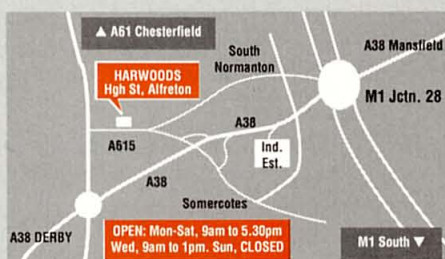 ▲ A61 Chesterfield
South
Normanton
A38 Mansfield
HARWOODS
Hgh St, Alfreton
M1 Jctn. 28
A38
A615
Ind.
Est.
A38
Somercotes
A38 DERBY
OPEN: Mon-Sat, 9am to 5.30pm
Wed, 9am to 1pm. Sun, CLOSED
M1 South ▼